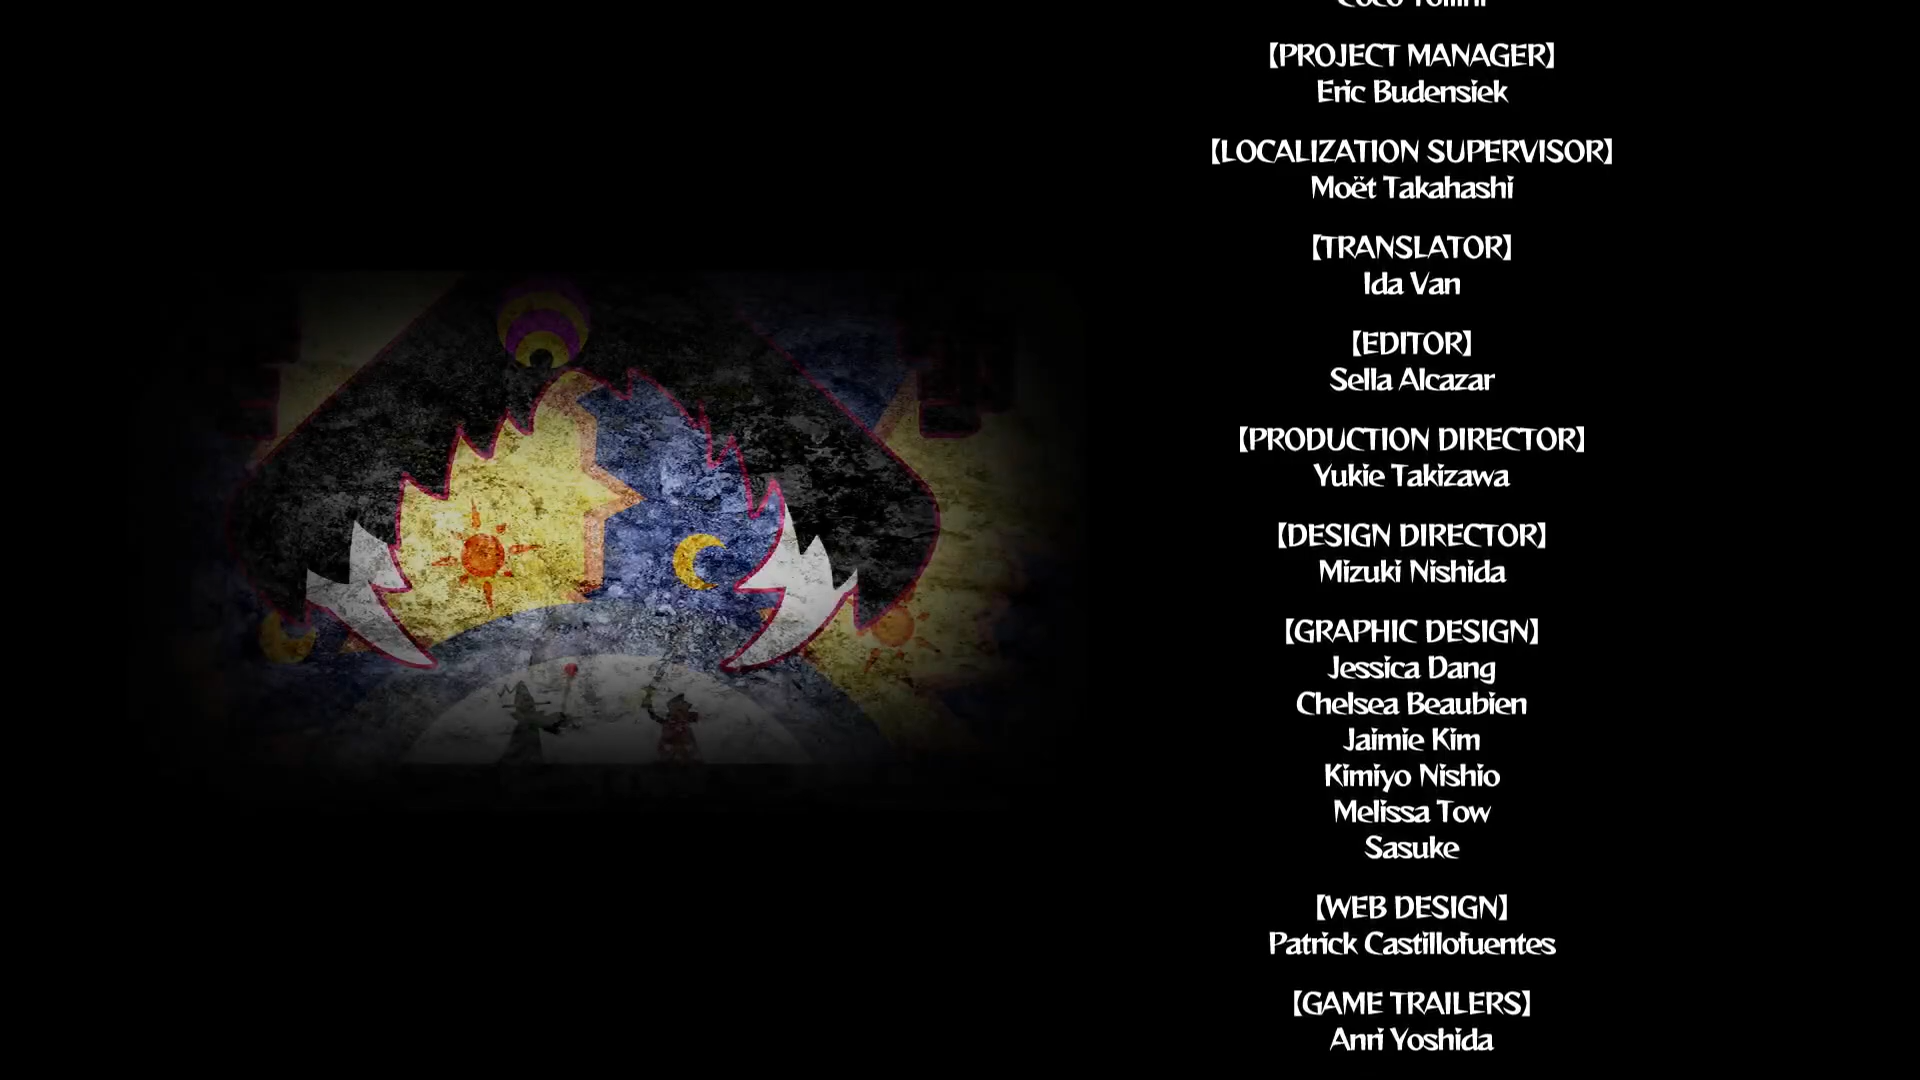 Coco Tollini
【PROJECT MANAGER】
Eric Budensiek
【LOCALIZATION SUPERVISOR】
Moët Takahashi
【TRANSLATOR】
Ida Van
【EDITOR】
Sella Alcazar
【PRODUCTION DIRECTOR】
Yukie Takizawa
【DESIGN DIRECTOR】
Mizuki Nishida
【GRAPHIC DESIGN】
Jessica Dang
Chelsea Beaubien
Jaimie Kim
Kimiyo Nishio
Melissa Tow
Sasuke
【WEB DESIGN】
Patrick Castillofuentes
【GAME TRAILERS】
Anri Yoshida